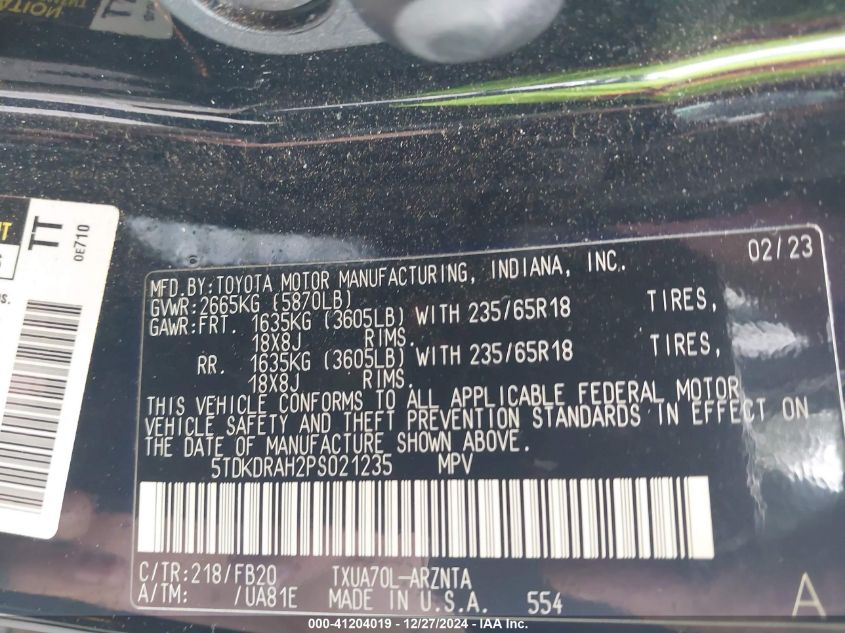 TT
0E710
us.
02/23
MFD.BY:TOYOTA MOTOR MANUFACTURING, INDIANA, INC.
GVWR:2665KG (5870LB)
GAWR:FRT. 1635KG (3605LB) WITH 235/65R18 TIRES,
18X8J RIMS.
RR. 1635KG (3605LB) WITH 235/65R18 TIRES,
18X8J RIMS.
THIS VEHICLE CONFORMS TO ALL APPLICABLE FEDERAL MOTOR
VEHICLE SAFETY AND THEFT PREVENTION STANDARDS IN EFFECT ON
THE DATE OF MANUFACTURE SHOWN ABOVE.
5TDKDRAH2PS021235 MPV
C/TR:218/FB20 TXUA70L-ARZNTA
A/TM: /UA81E MADE IN U.S.A. 554
A
000-41204019 - 12/27/2024 - IAA Inc.